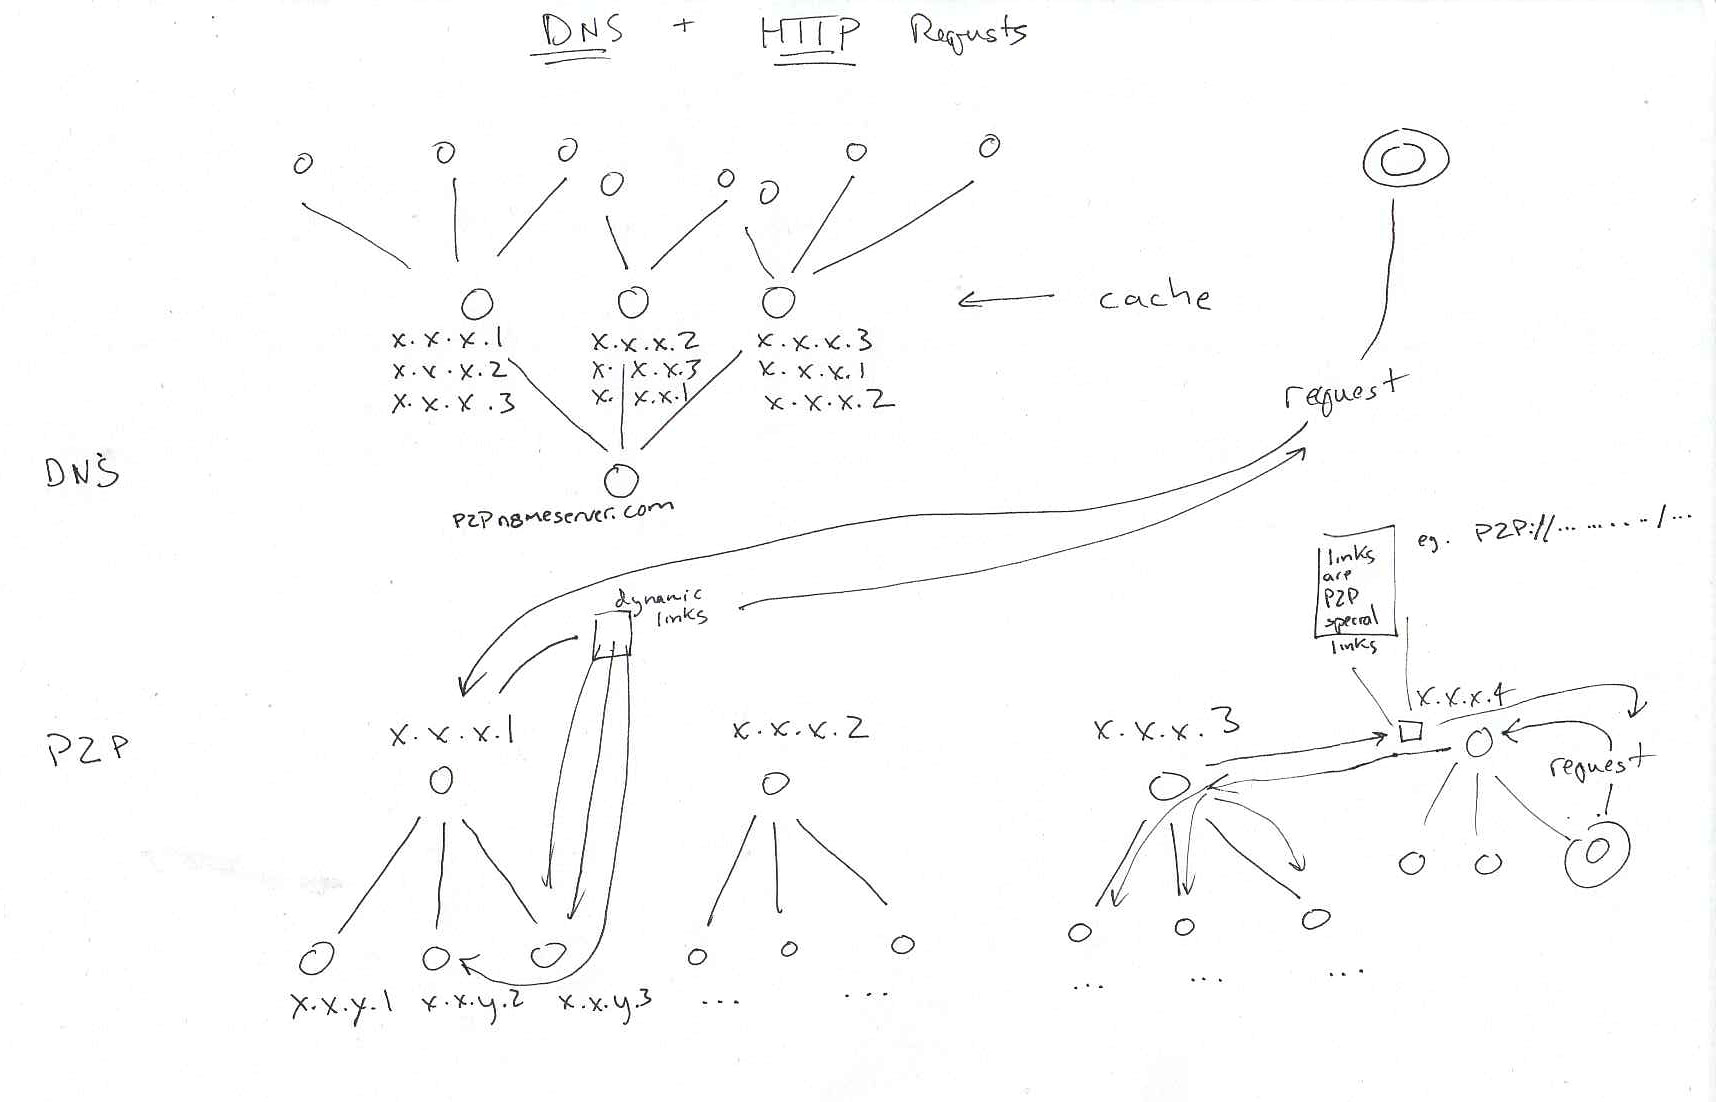 DNS + HTTP Requsts
← cache
x.x.x.1
x.x.x.2
x.x.x.3
x.x.x.2
x.x.x.3
x.x.x.1
x.x.x.3
x.x.x.1
x.x.x.2
request
DNS
P2Pnameserver.com
links
are
P2P
special
links
eg. P2P://... ...../...
dynamic
links
P2P
x.x.x.1
x.x.x.2
x.x.x.3
x.x.x.4
request
x.x.y.1
x.x.y.2
x.x.y.3
...
...
...
...
...